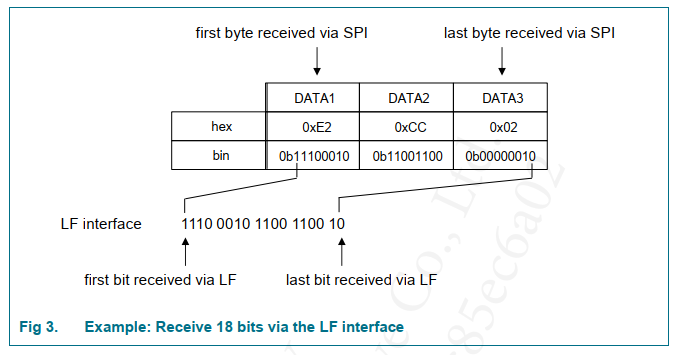 first byte received via SPI last byte received via SPI
DATA1 DATA2 DATA3
hex 0xE2 0xCC 0x02
bin 0b11100010 0b11001100 0b00000010
LF interface 1110 0010 1100 1100 10
first bit received via LF last bit received via LF
Fig 3. Example: Receive 18 bits via the LF interface